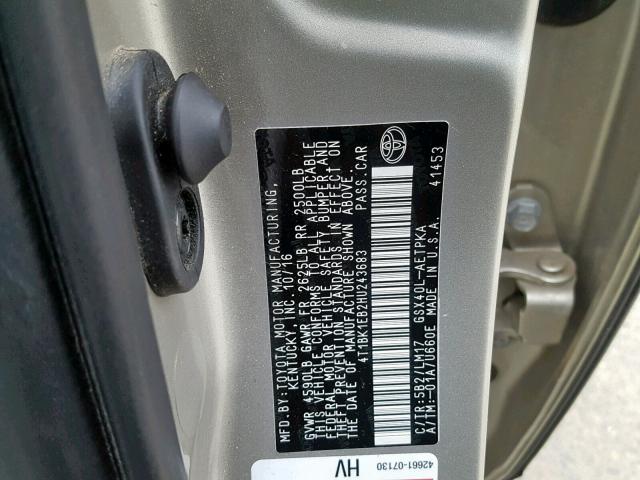 MFD.BY:TOYOTA MOTOR MANUFACTURING,
KENTUCKY, INC. 10/16
GVWR 4590LB GAWR FR 2625LB RR 2500LB
THIS VEHICLE CONFORMS TO ALL APPLICABLE
FEDERAL MOTOR VEHICLE SAFETY, BUMPER AND
THEFT PREVENTION STANDARDS IN EFFECT ON
THE DATE OF MANUFACTURE SHOWN ABOVE.
4T1BK1EB2HU243683 PASS.CAR
C/TR:5B2/LM17 GSX40L-AETPKA
A/TM:-01A/U660E MADE IN U.S.A. 41453
42661-07130
HV